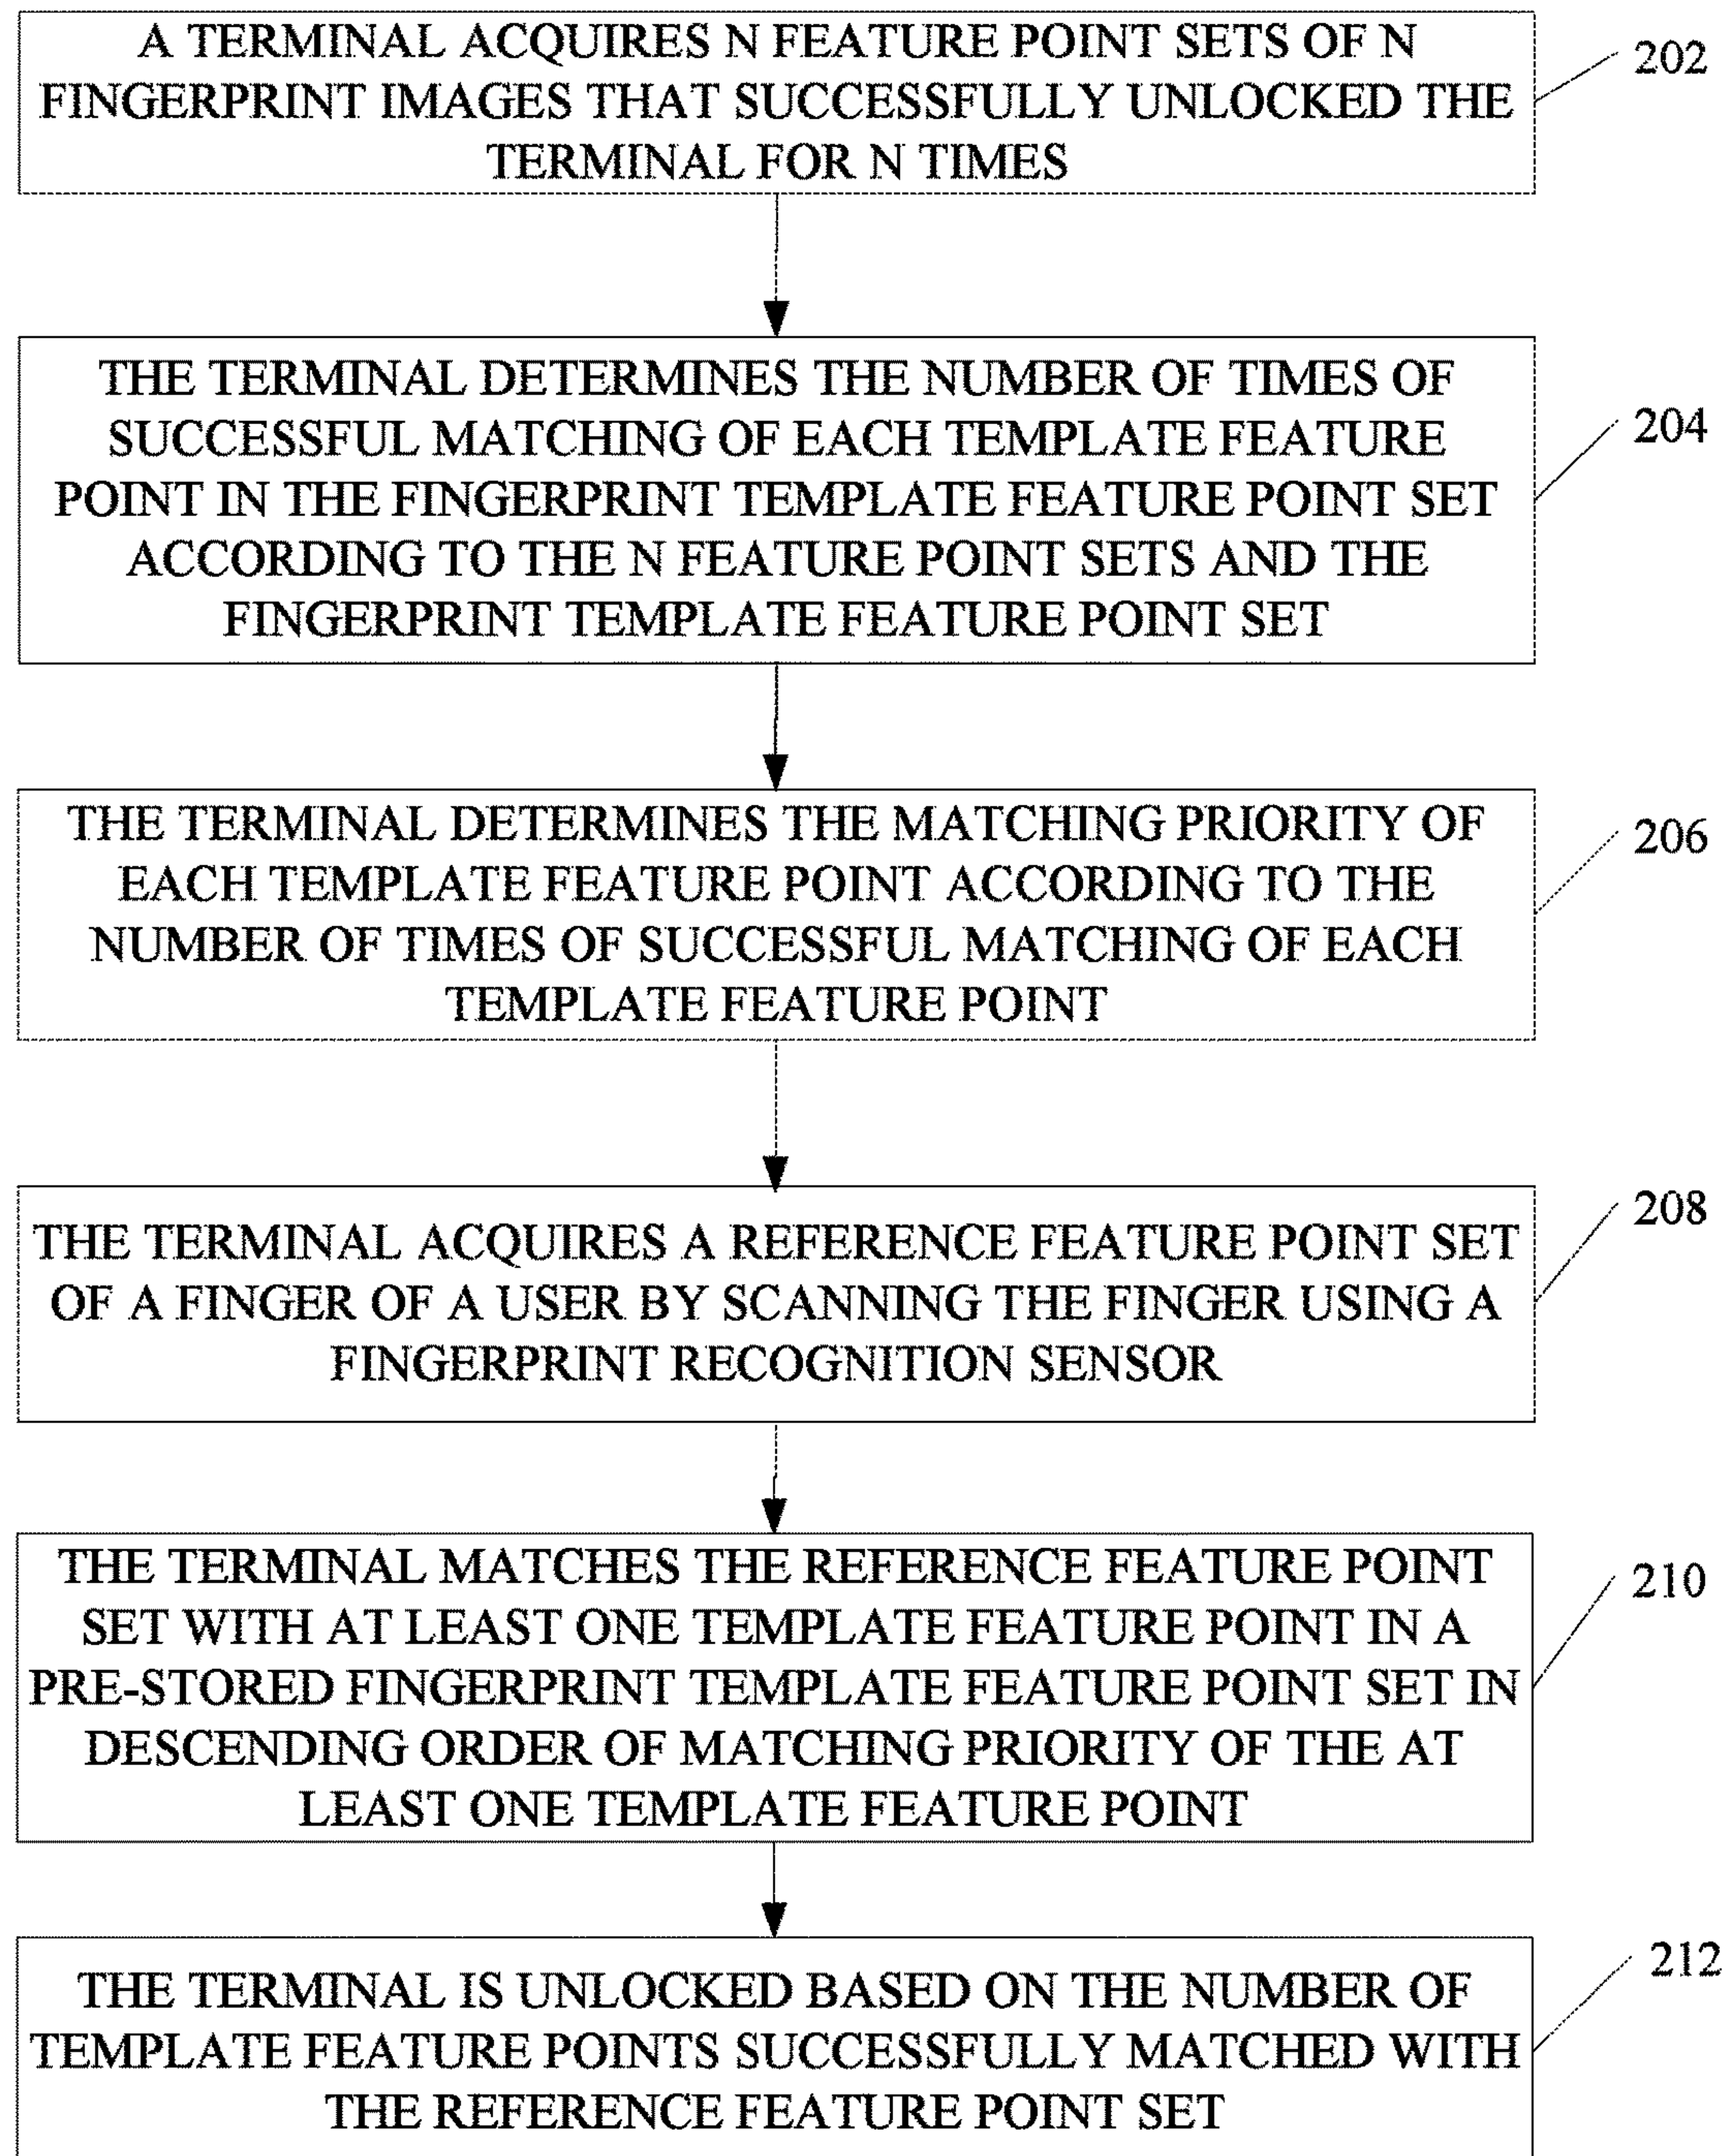 A TERMINAL ACQUIRES N FEATURE POINT SETS OF N
FINGERPRINT IMAGES THAT SUCCESSFULLY UNLOCKED THE
TERMINAL FOR N TIMES
202
THE TERMINAL DETERMINES THE NUMBER OF TIMES OF
SUCCESSFUL MATCHING OF EACH TEMPLATE FEATURE
POINT IN THE FINGERPRINT TEMPLATE FEATURE POINT SET
ACCORDING TO THE N FEATURE POINT SETS AND THE
FINGERPRINT TEMPLATE FEATURE POINT SET
204
THE TERMINAL DETERMINES THE MATCHING PRIORITY OF
EACH TEMPLATE FEATURE POINT ACCORDING TO THE
NUMBER OF TIMES OF SUCCESSFUL MATCHING OF EACH
TEMPLATE FEATURE POINT
206
THE TERMINAL ACQUIRES A REFERENCE FEATURE POINT SET
OF A FINGER OF A USER BY SCANNING THE FINGER USING A
FINGERPRINT RECOGNITION SENSOR
208
THE TERMINAL MATCHES THE REFERENCE FEATURE POINT
SET WITH AT LEAST ONE TEMPLATE FEATURE POINT IN A
PRE-STORED FINGERPRINT TEMPLATE FEATURE POINT SET IN
DESCENDING ORDER OF MATCHING PRIORITY OF THE AT
LEAST ONE TEMPLATE FEATURE POINT
210
THE TERMINAL IS UNLOCKED BASED ON THE NUMBER OF
TEMPLATE FEATURE POINTS SUCCESSFULLY MATCHED WITH
THE REFERENCE FEATURE POINT SET
212